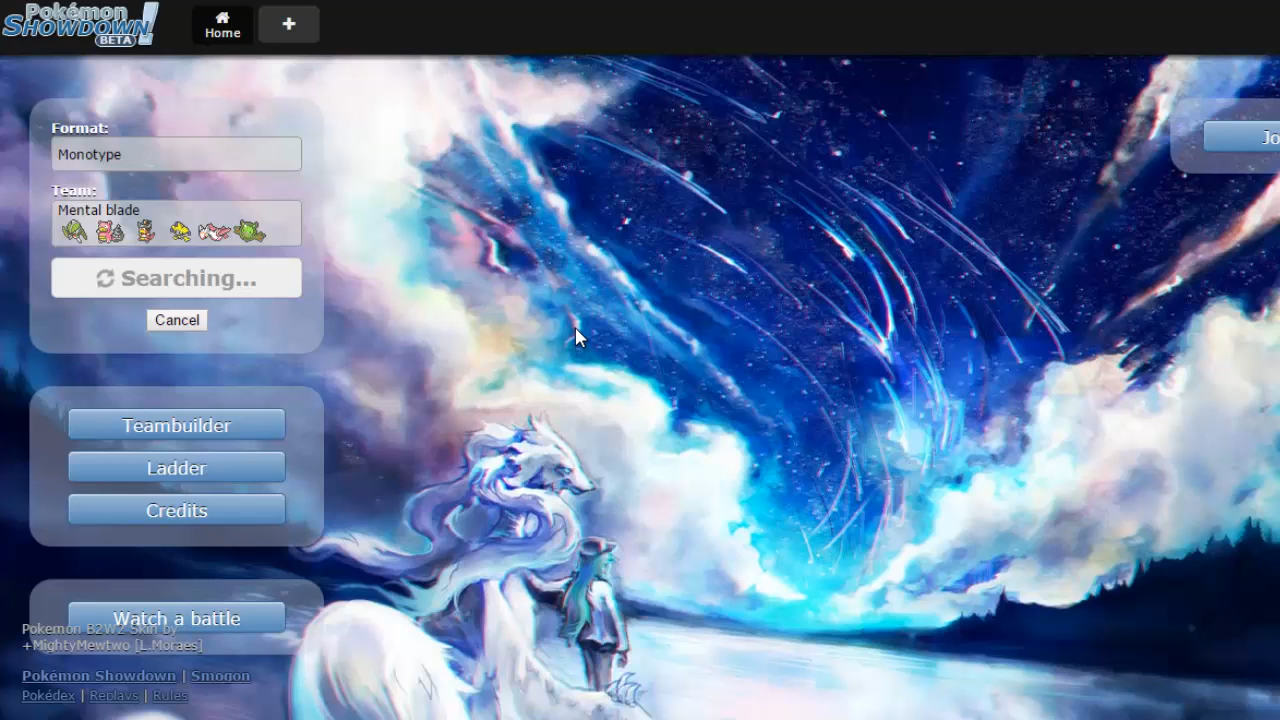 Pokémon
SHOWDOWN!
BETA
Home
Format:
Monotype
Team:
Mental blade
Searching...
Cancel
Jo
Teambuilder
Ladder
Credits
Watch a battle
Pokemon B2W2 Skin by
+MightyMewtwo [L.Moraes]
Pokémon Showdown | Smogon
Pokédex | Replays | Rules